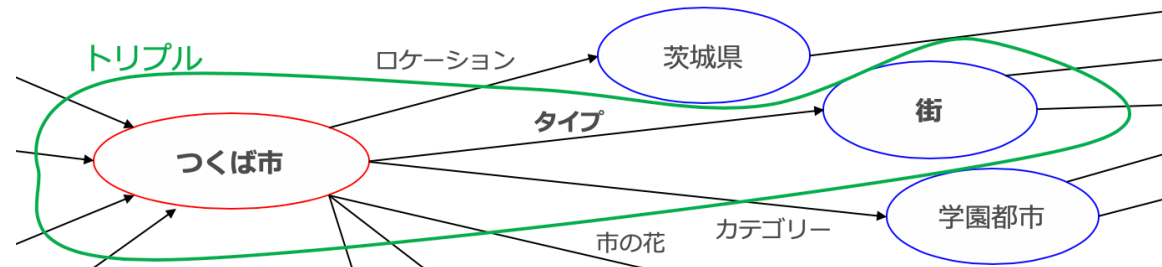 トリプル
ロケーション
茨城県
タイプ
街
つくば市
学園都市
カテゴリー
市の花